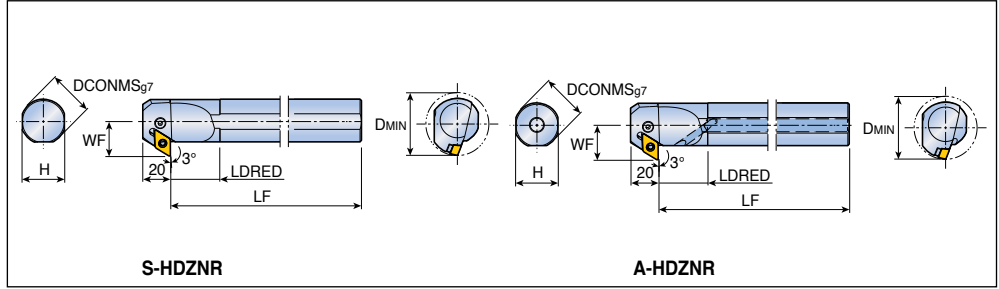 DCONMSg7
WF
H
20
3°
LDRED
LF
DMIN
S-HDZNR
DCONMSg7
WF
H
20
3°
LDRED
LF
DMIN
A-HDZNR